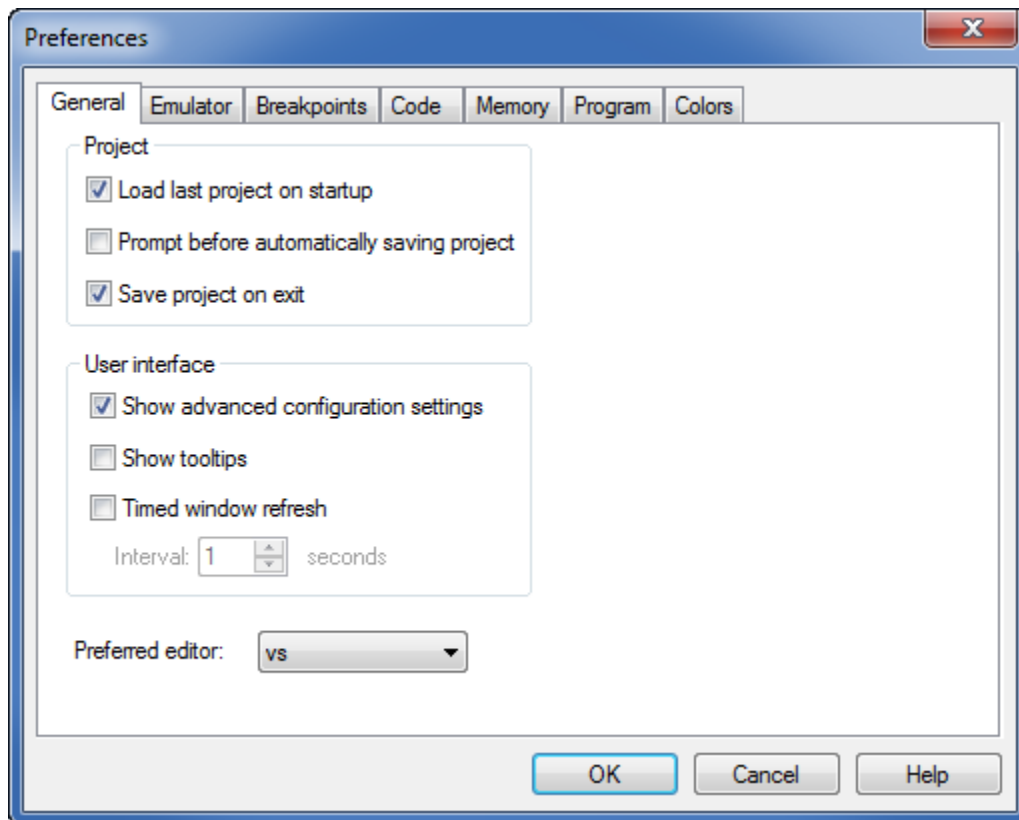 Preferences
General Emulator Breakpoints Code Memory Program Colors
Project
Load last project on startup
Prompt before automatically saving project
Save project on exit
User interface
Show advanced configuration settings
Show tooltips
Timed window refresh
Interval: 1 seconds
Preferred editor: vs
OK Cancel Help